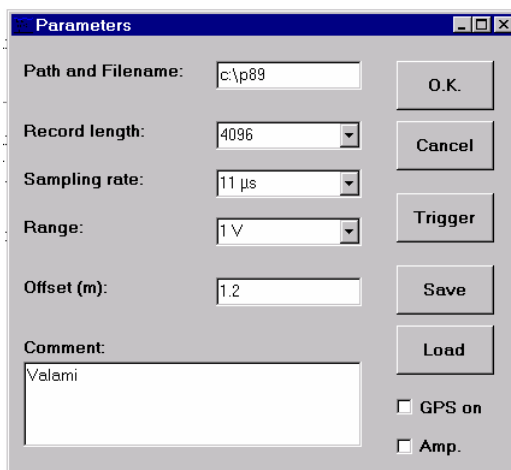 Parameters
Path and Filename: c:\p89
O.K.
Record length: 4096
Cancel
Sampling rate: 11 µs
Trigger
Range: 1 V
Offset (m): 1.2
Save
Comment:
Load
Valami
GPS on
Amp.